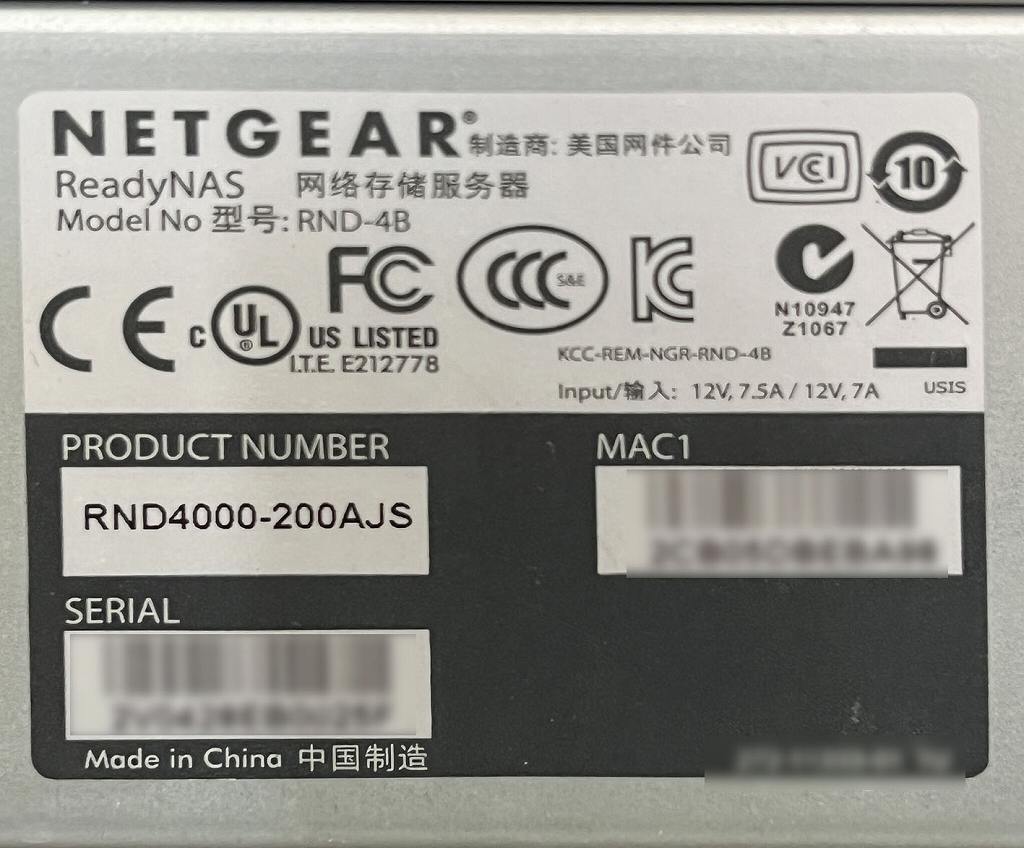 NETGEAR® 制造商: 美国网件公司
ReadyNAS 网络存储服务器
Model No 型号: RND-4B
VCCI
10
FC
CCC S&E
KC
N10947
Z1067
CE
c UL® US LISTED
I.T.E. E212778
KCC-REM-NGR-RND-4B
Input/输入: 12V, 7.5A / 12V, 7A
USIS
PRODUCT NUMBER
RND4000-200AJS
MAC1
SERIAL
Made in China 中国制造